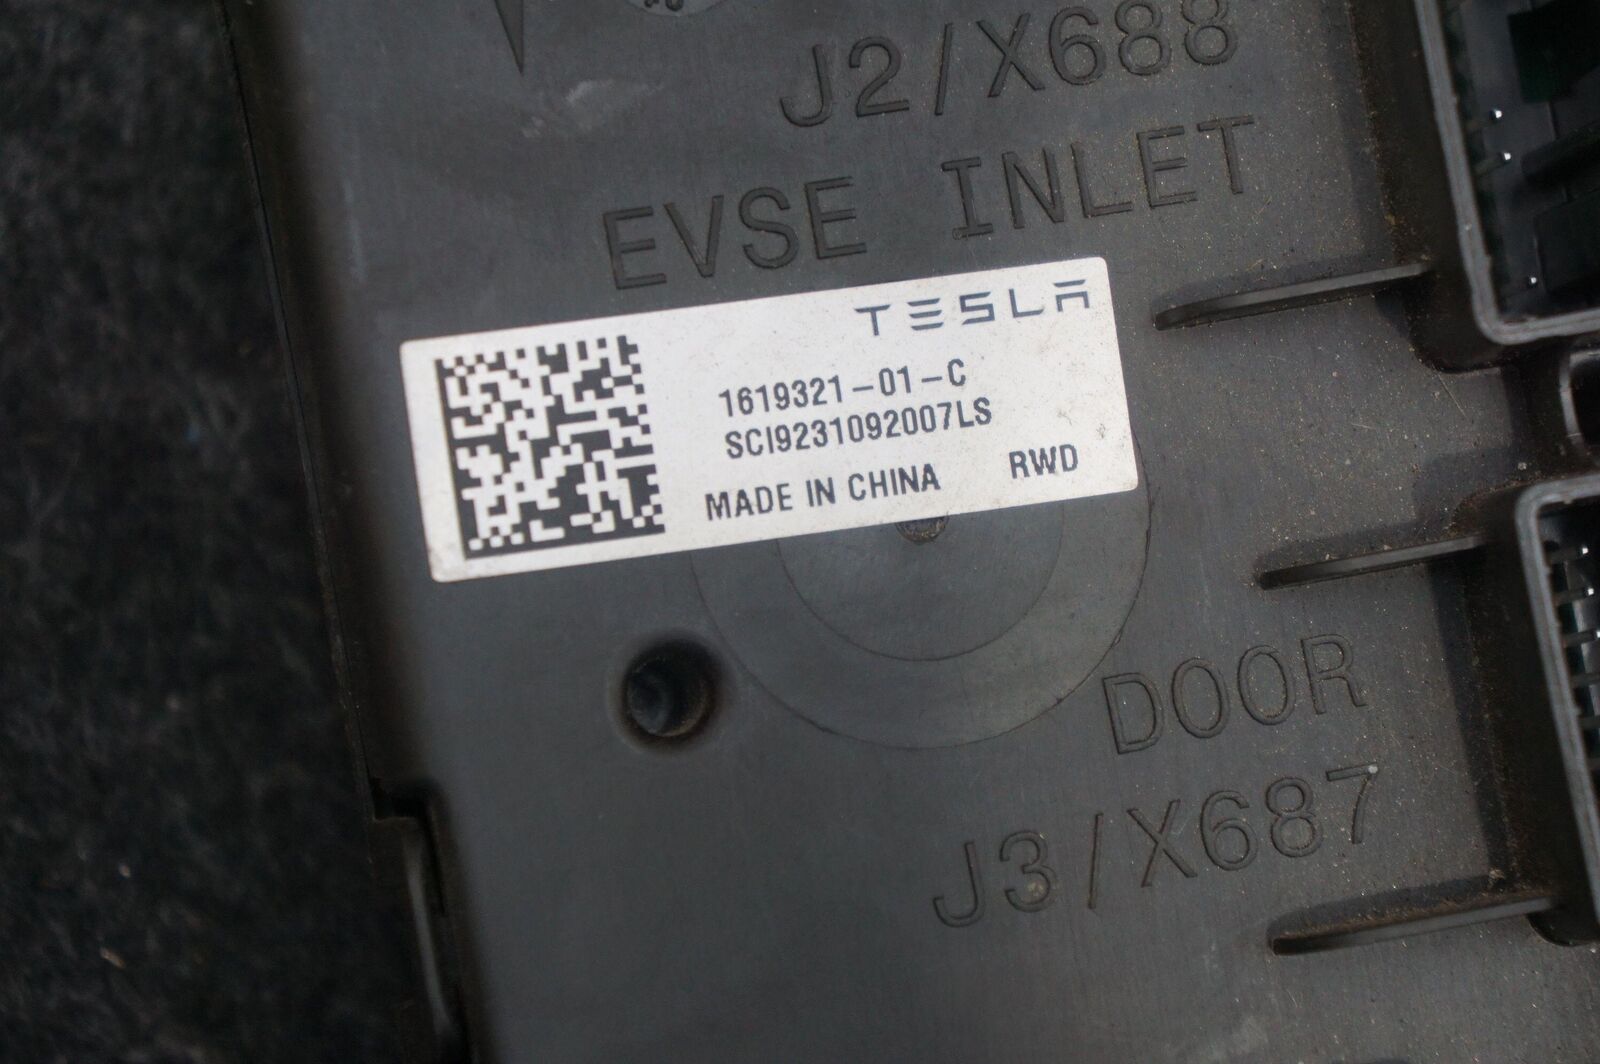 J2/X688
EVSE INLET
TESLA
1619321-01-C
SCI9231092007LS
MADE IN CHINA RWD
DOOR
J3/X687